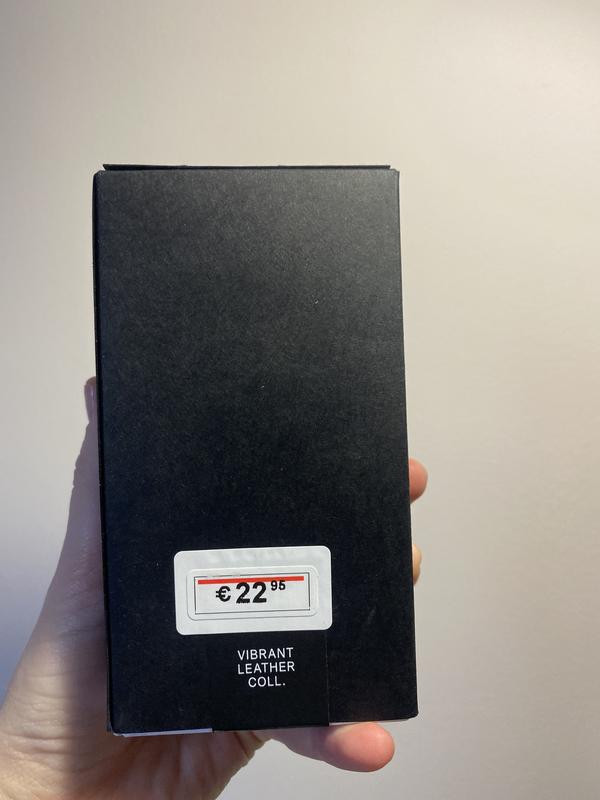 € 22 95
VIBRANT
LEATHER
COLL.